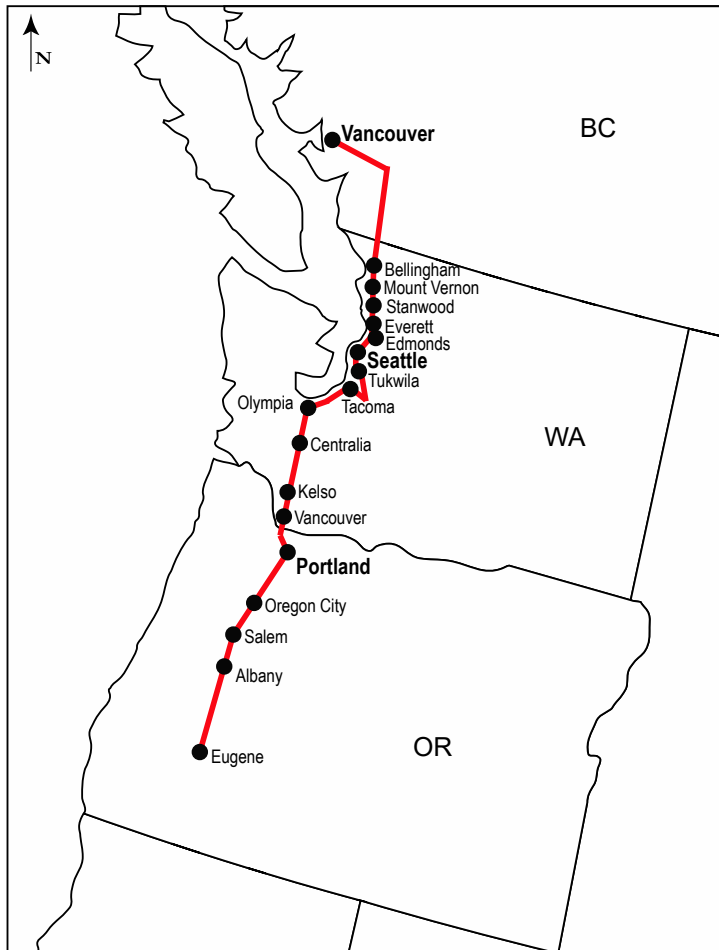 N
Vancouver
BC
Bellingham
Mount Vernon
Stanwood
Everett
Edmonds
Seattle
Tukwila
Tacoma
Olympia
WA
Centralia
Kelso
Vancouver
Portland
Oregon City
Salem
Albany
OR
Eugene